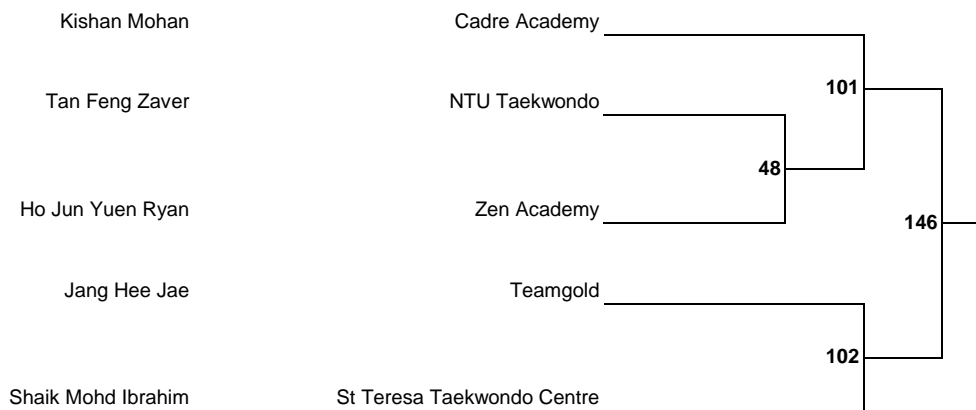 Kishan Mohan Cadre Academy
101
Tan Feng Zaver NTU Taekwondo
48
Ho Jun Yuen Ryan Zen Academy
146
Jang Hee Jae Teamgold
102
Shaik Mohd Ibrahim St Teresa Taekwondo Centre